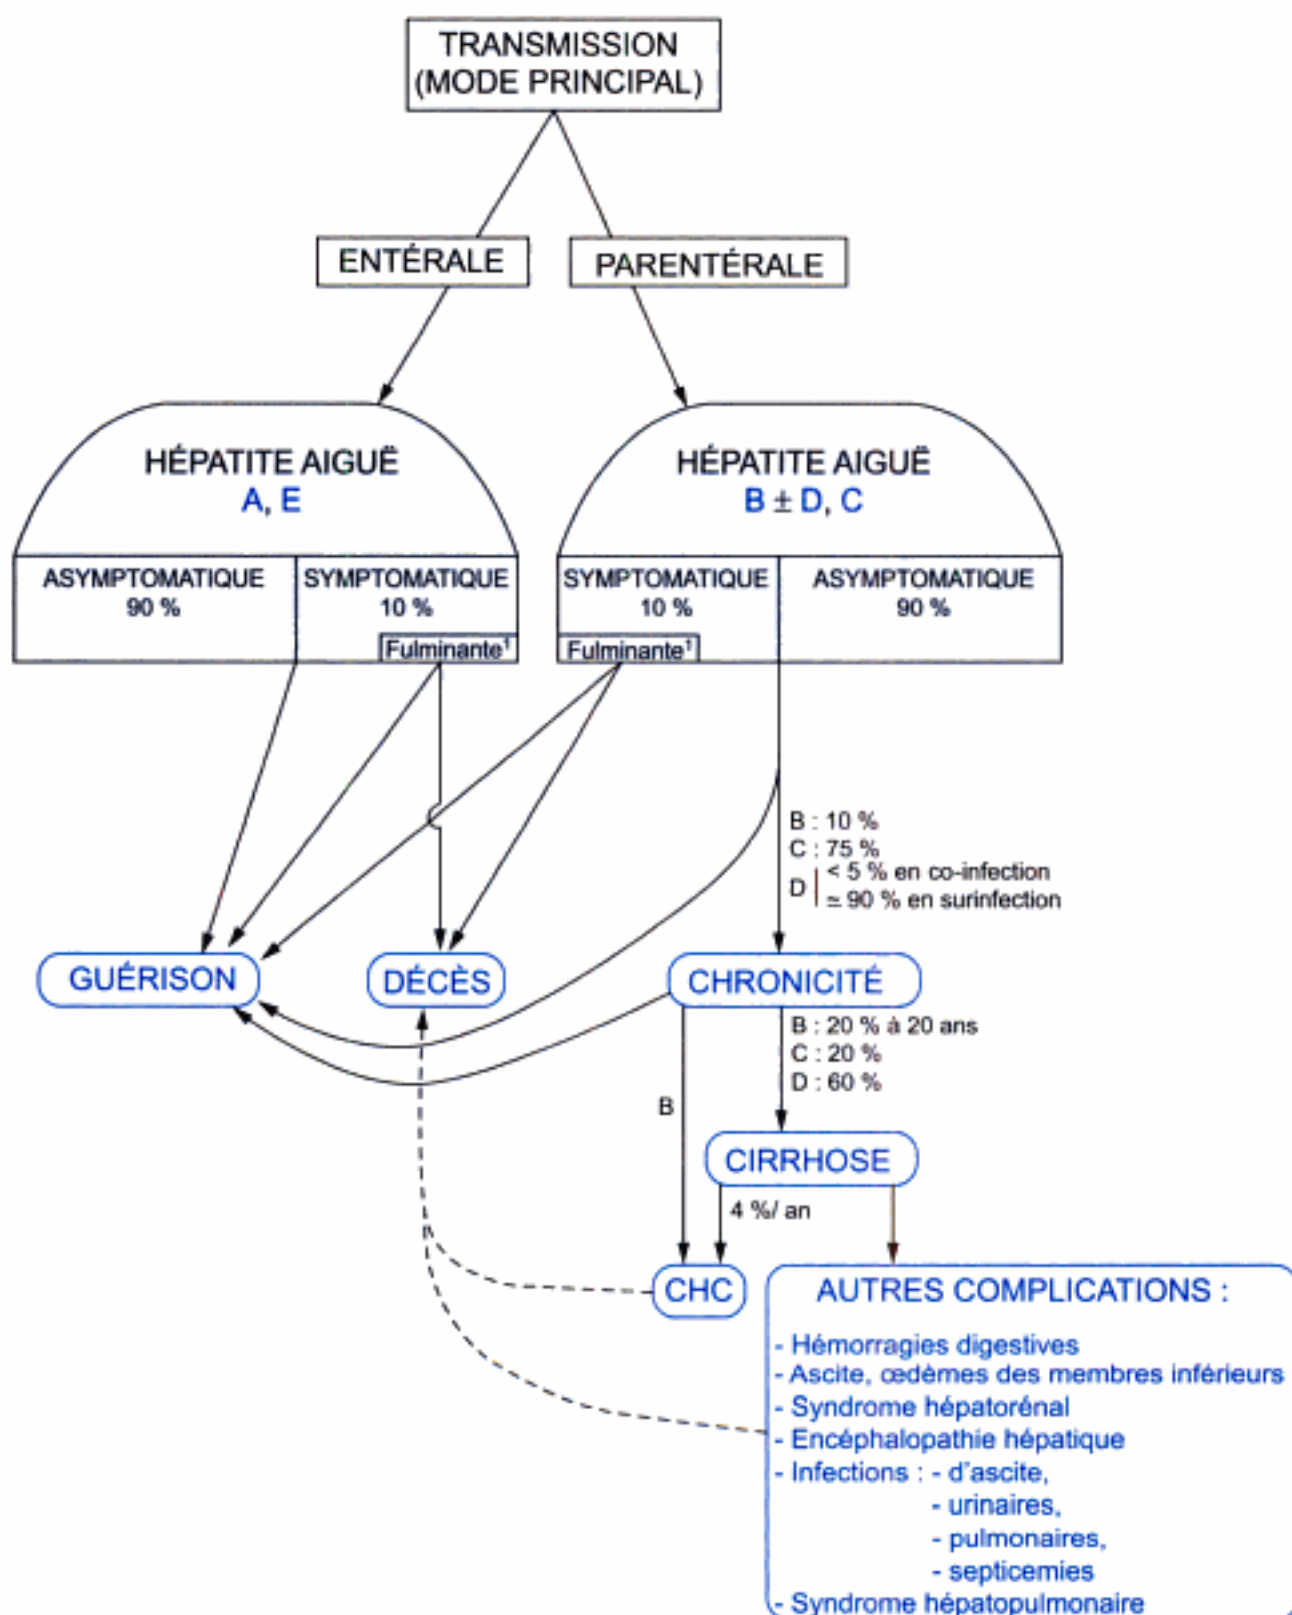 TRANSMISSION
(MODE PRINCIPAL)
ENTÉRALE
PARENTÉRALE
HÉPATITE AIGUË
A, E
HÉPATITE AIGUË
B ± D, C
ASYMPTOMATIQUE
90 %
SYMPTOMATIQUE
10 %
Fulminante¹
SYMPTOMATIQUE
10 %
Fulminante¹
ASYMPTOMATIQUE
90 %
B : 10 %
C : 75 %
D
< 5 % en co-infection
≃ 90 % en surinfection
GUÉRISON
DÉCÈS
CHRONICITÉ
B : 20 % à 20 ans
C : 20 %
D : 60 %
B
CIRRHOSE
4 %/ an
CHC
AUTRES COMPLICATIONS :
- Hémorragies digestives
- Ascite, œdèmes des membres inférieurs
- Syndrome hépatorénal
- Encéphalopathie hépatique
- Infections : - d'ascite,
- urinaires,
- pulmonaires,
- septicemies
- Syndrome hépatopulmonaire